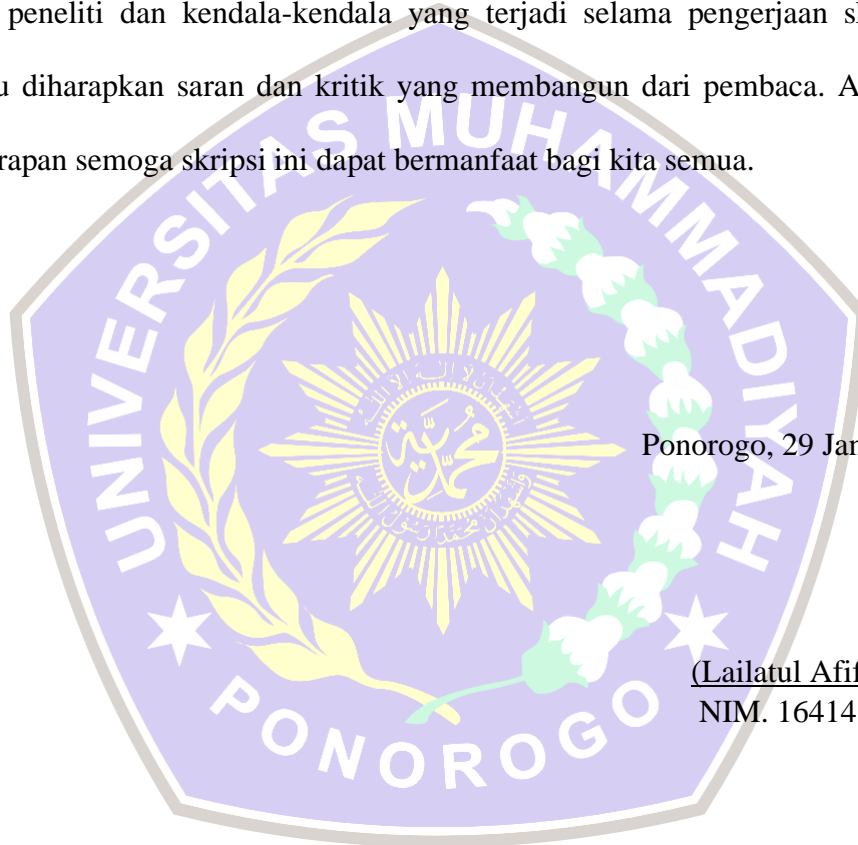 peneliti dan kendala-kendala yang terjadi selama pengerjaan
diharapkan saran dan kritik yang membangun dari pembaca.
semoga skripsi ini dapat bermanfaat bagi kita semua.
UNIVERSITAS MUHAMMADIYAH
محمدية
Ponorogo, 29 Jan
(Lailatul Afif
NIM. 16414
PONOROGO